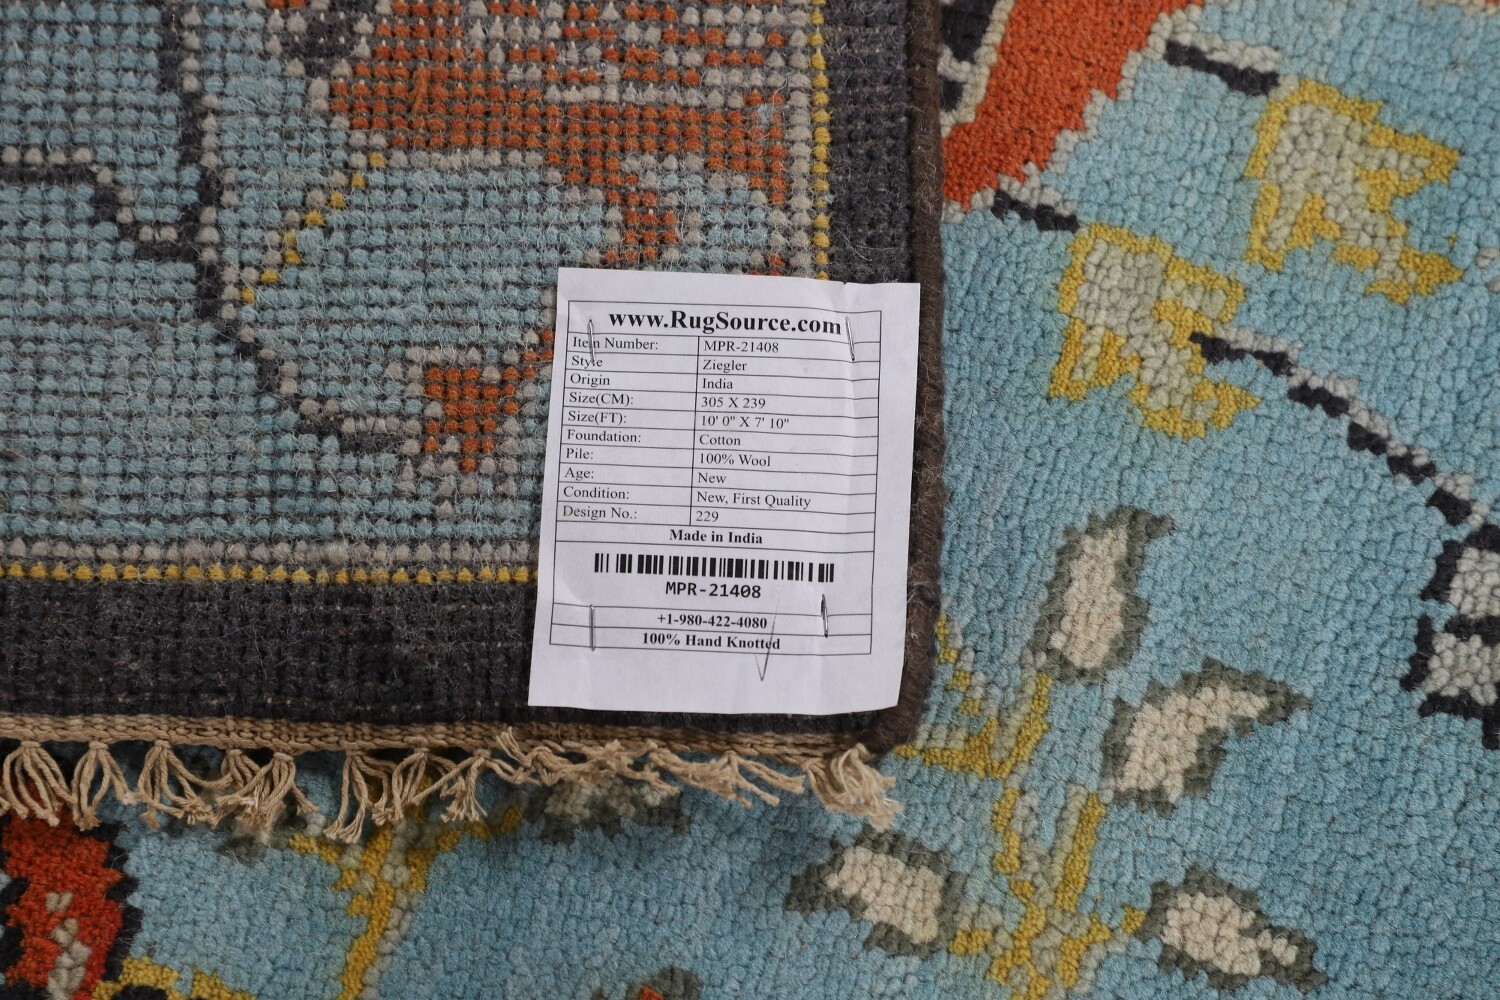 www.RugSource.com
Item Number: MPR-21408
Style Ziegler
Origin India
Size(CM): 305 X 239
Size(FT): 10' 0" X 7' 10"
Foundation: Cotton
Pile: 100% Wool
Age: New
Condition: New, First Quality
Design No.: 229
Made in India
MPR-21408
+1-980-422-4080
100% Hand Knotted